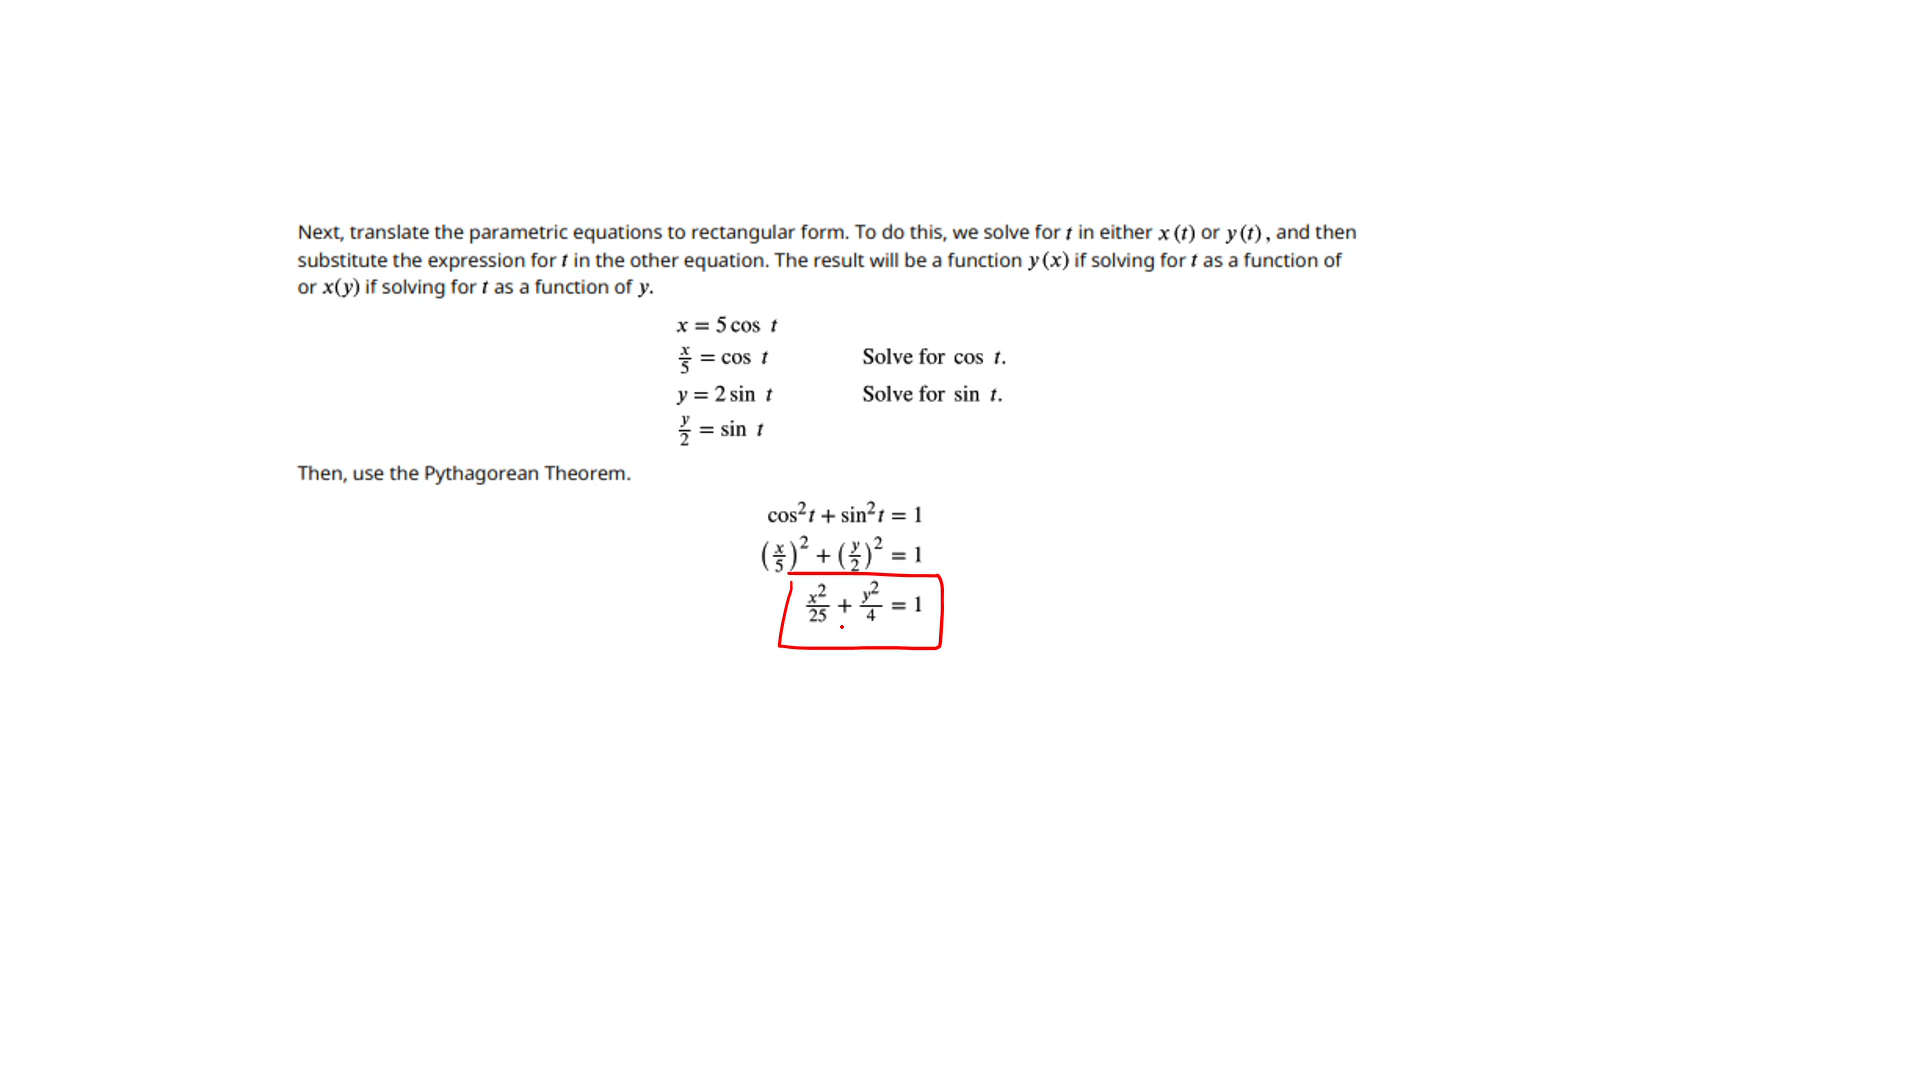 Next, translate the parametric equations to rectangular form. To do this, we solve for t in either x (t) or y (t), and then
substitute the expression for t in the other equation. The result will be a function y (x) if solving for t as a function of
or x(y) if solving for t as a function of y.
x = 5 cos t
x/5 = cos t Solve for cos t.
y = 2 sin t Solve for sin t.
y/2 = sin t
Then, use the Pythagorean Theorem.
cos²t + sin²t = 1
(x/5)² + (y/2)² = 1
x²/25 + y²/4 = 1